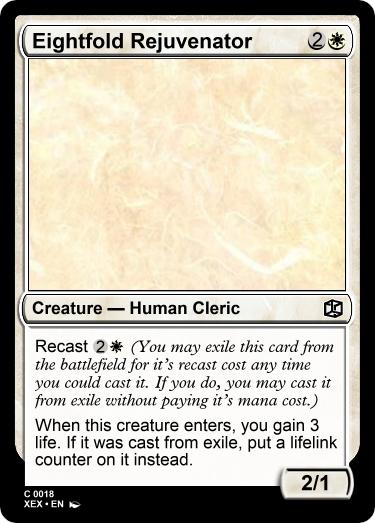 Eightfold Rejuvenator 2
Creature — Human Cleric
Recast 2 (You may exile this card from
the battlefield for it's recast cost any time
you could cast it. If you do, you may cast it
from exile without paying it's mana cost.)
When this creature enters, you gain 3
life. If it was cast from exile, put a lifelink
counter on it instead.
2/1
C 0018
XEX • EN